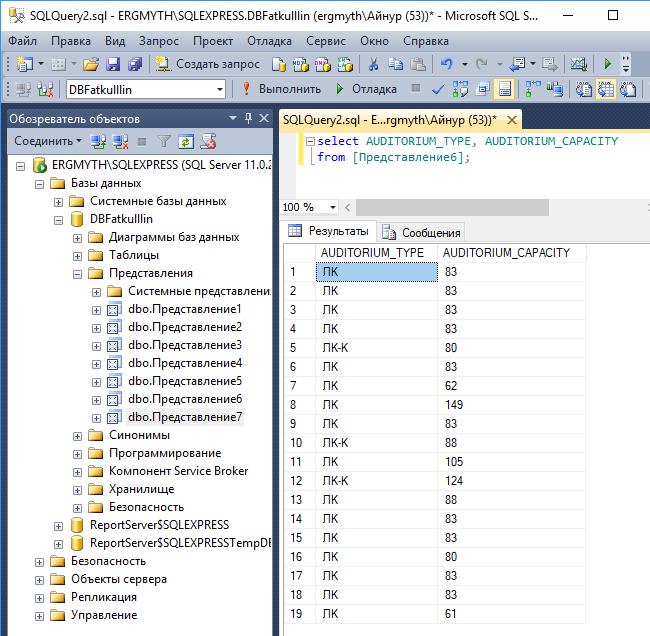 SQLQuery2.sql - ERGMYTH\SQLEXPRESS.DBFatkullIin (ergmyth\Айнур (53))* - Microsoft SQL S...
Файл Правка Вид Запрос Проект Отладка Сервис Окно Справка
Создать запрос
DBFatkullIin Выполнить Отладка
Обозреватель объектов
SQLQuery2.sql - E...rgmyth\Айнур (53))*
Соединить
select AUDITORIUM_TYPE, AUDITORIUM_CAPACITY
from [Представление6];
ERGMYTH\SQLEXPRESS (SQL Server 11.0.2
Базы данных
Системные базы данных
DBFatkullIin
Диаграммы баз данных
Таблицы
Представления
Системные представлени
dbo.Представление1
dbo.Представление2
dbo.Представление3
dbo.Представление4
dbo.Представление5
dbo.Представление6
dbo.Представление7
Синонимы
Программирование
Компонент Service Broker
Хранилище
Безопасность
ReportServer$SQLEXPRESS
ReportServer$SQLEXPRESSTempDB
Безопасность
Объекты сервера
Репликация
Управление
100 %
Результаты Сообщения
AUDITORIUM_TYPE AUDITORIUM_CAPACITY
1 ЛК 83
2 ЛК 83
3 ЛК 83
4 ЛК 83
5 ЛК-К 80
6 ЛК 83
7 ЛК 62
8 ЛК 149
9 ЛК 83
10 ЛК-К 88
11 ЛК 105
12 ЛК-К 124
13 ЛК 88
14 ЛК 83
15 ЛК 83
16 ЛК 80
17 ЛК 83
18 ЛК 83
19 ЛК 61